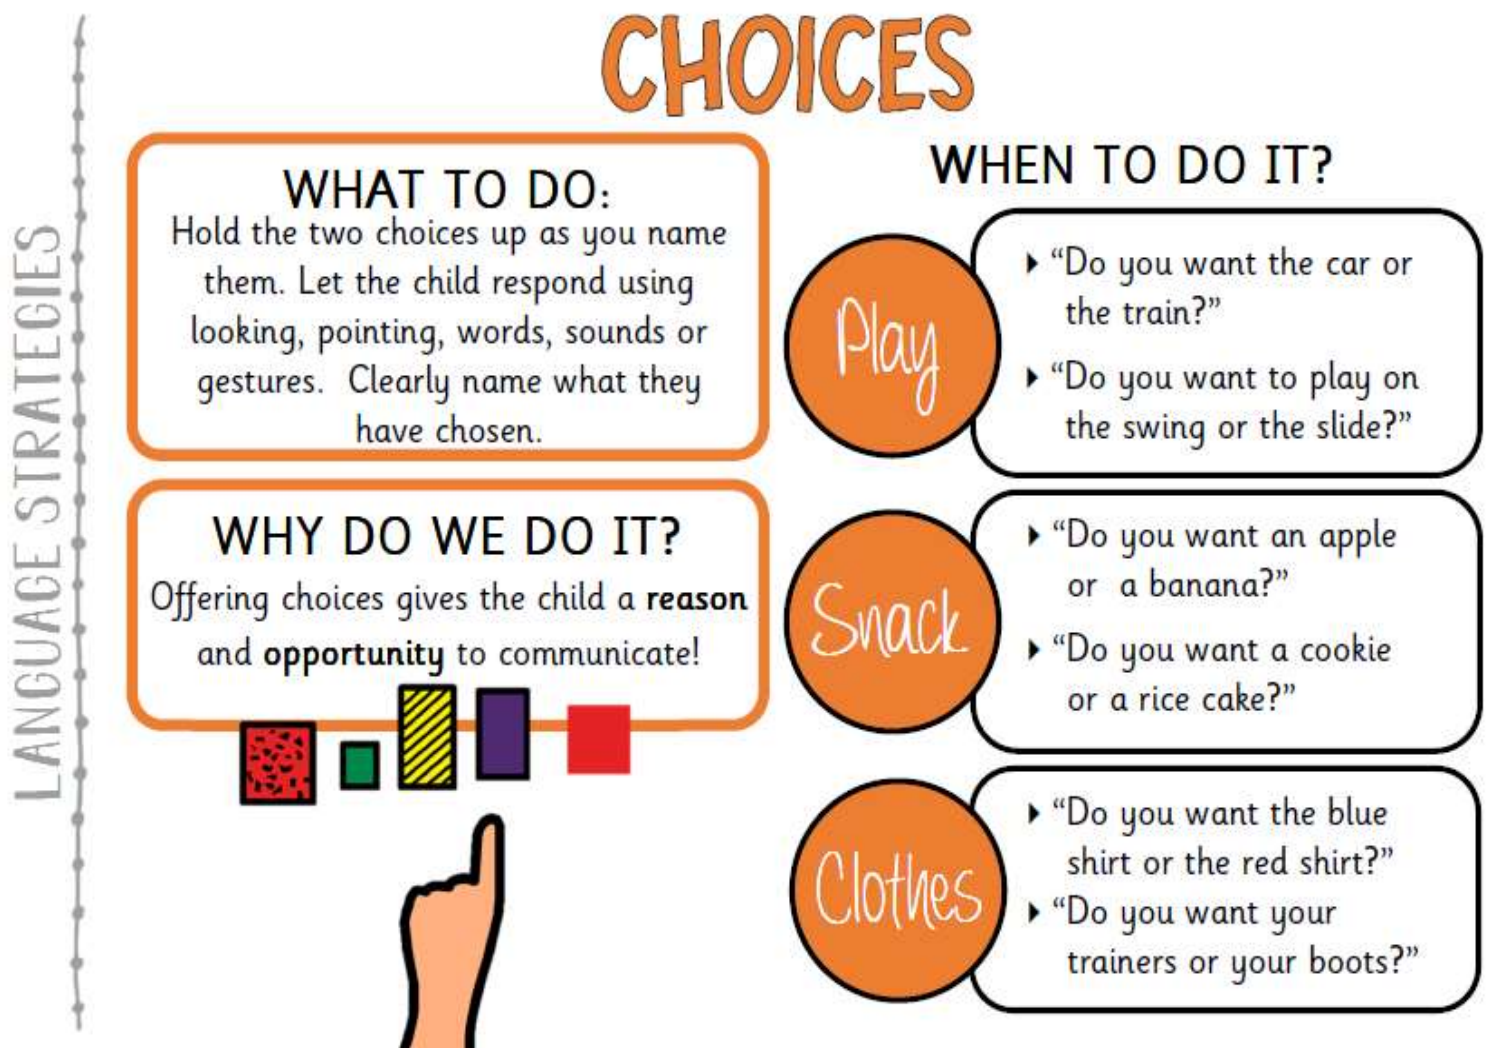 CHOICES
LANGUAGE STRATEGIES
WHAT TO DO:
Hold the two choices up as you name
them. Let the child respond using
looking, pointing, words, sounds or
gestures.  Clearly name what they
have chosen.
WHY DO WE DO IT?
Offering choices gives the child a reason
and opportunity to communicate!
WHEN TO DO IT?
Play
“Do you want the car or
the train?”
“Do you want to play on
the swing or the slide?”
Snack
“Do you want an apple
or  a banana?”
“Do you want a cookie
or a rice cake?”
Clothes
“Do you want the blue
shirt or the red shirt?”
“Do you want your
trainers or your boots?”